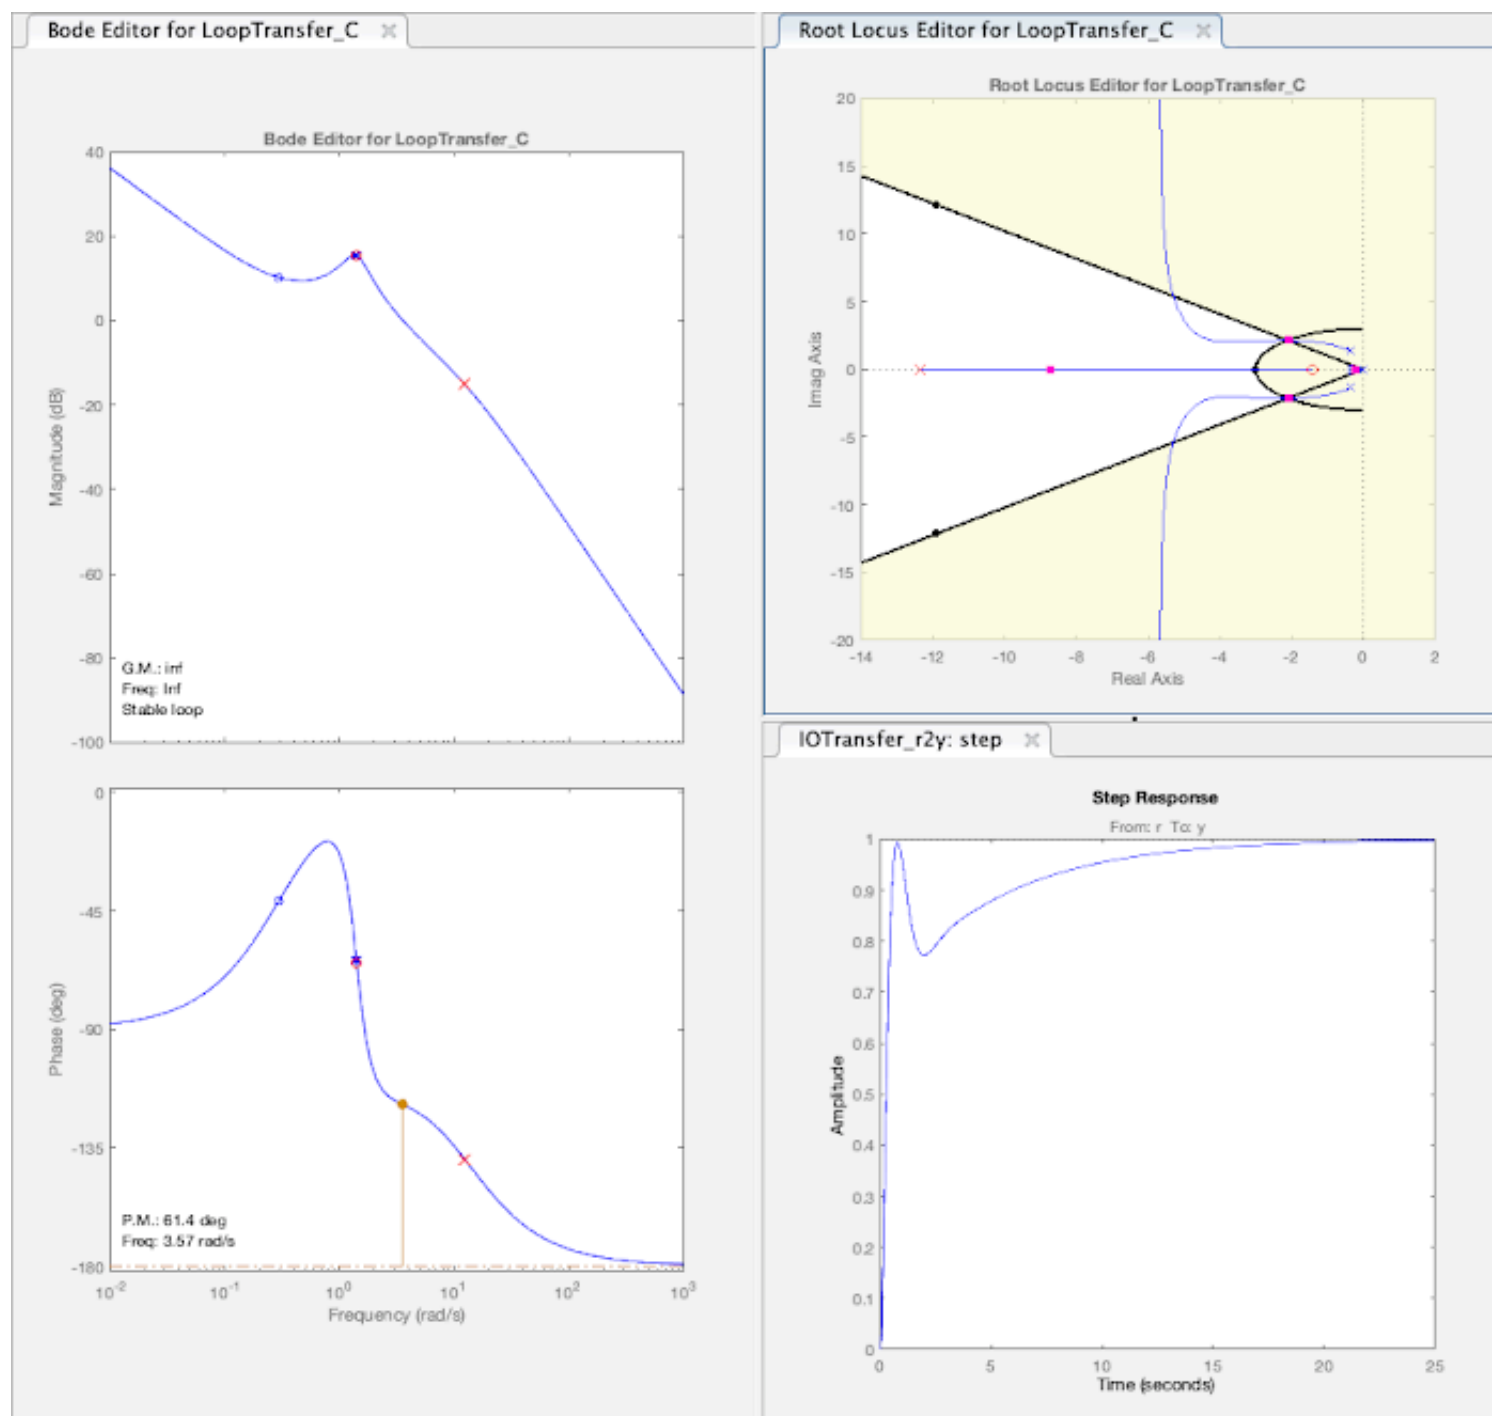 Bode Editor for LoopTransfer_C
Bode Editor for LoopTransfer_C
40
20
0
-20
-40
-60
-80
-100
Magnitude (dB)
G.M.: inf
Freq: Inf
Stable loop
0
-45
-90
-135
-180
Phase (deg)
P.M.: 61.4 deg
Freq: 3.57 rad/s
10^-2 10^-1 10^0 10^1 10^2 10^3
Frequency (rad/s)
Root Locus Editor for LoopTransfer_C
Root Locus Editor for LoopTransfer_C
20
15
10
5
0
-5
-10
-15
-20
Imag Axis
-14 -12 -10 -8 -6 -4 -2 0 2
Real Axis
IOTransfer_r2y: step
Step Response
From: r To: y
1
0.9
0.8
0.7
0.6
0.5
0.4
0.3
0.2
0.1
0
Amplitude
0 5 10 15 20 25
Time (seconds)